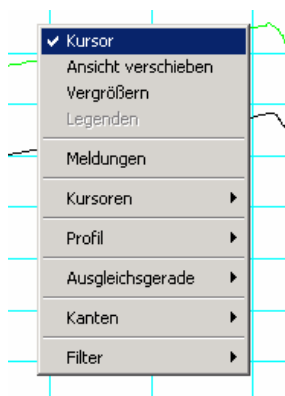 Kursor
Ansicht verschieben
Vergrößern
Legenden
Meldungen
Kursoren
Profil
Ausgleichsgerade
Kanten
Filter